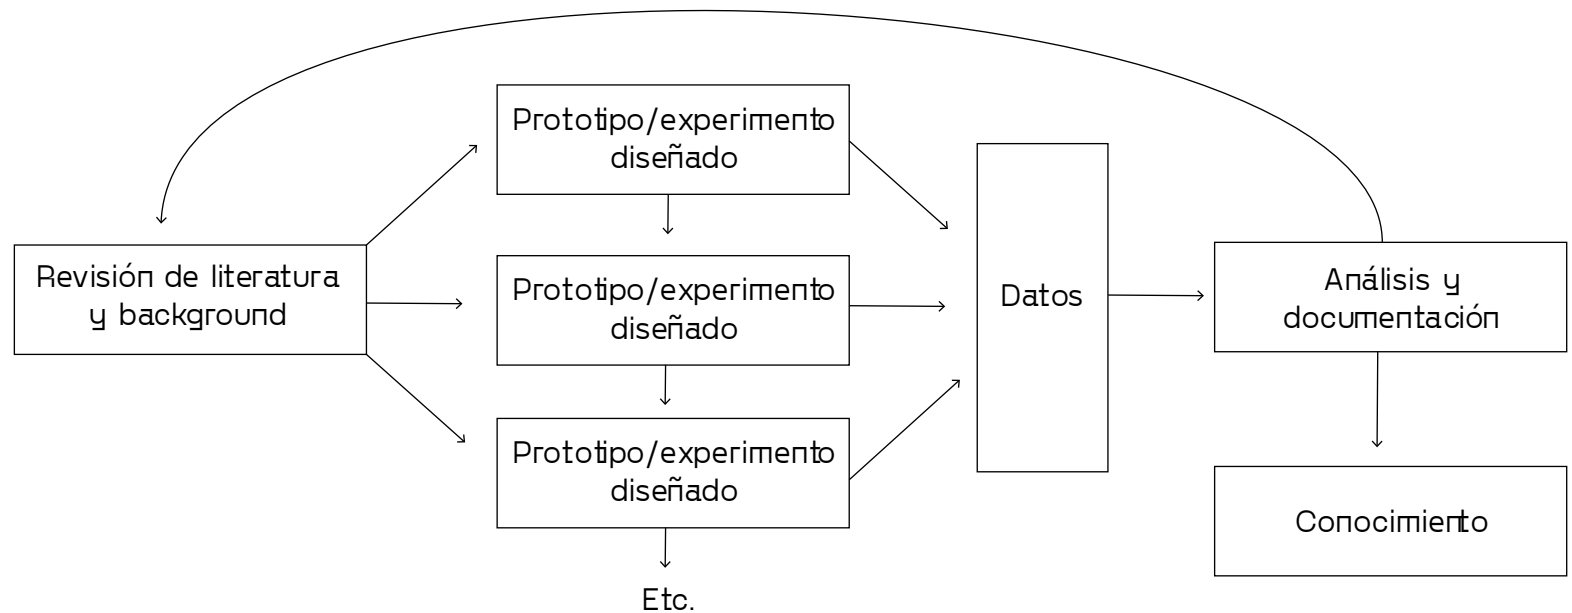 Prototipo/experimento
diseñado
Revisión de literatura
y background
Prototipo/experimento
diseñado
Datos
Análisis y
documentación
Prototipo/experimento
diseñado
Conocimiento
Etc.